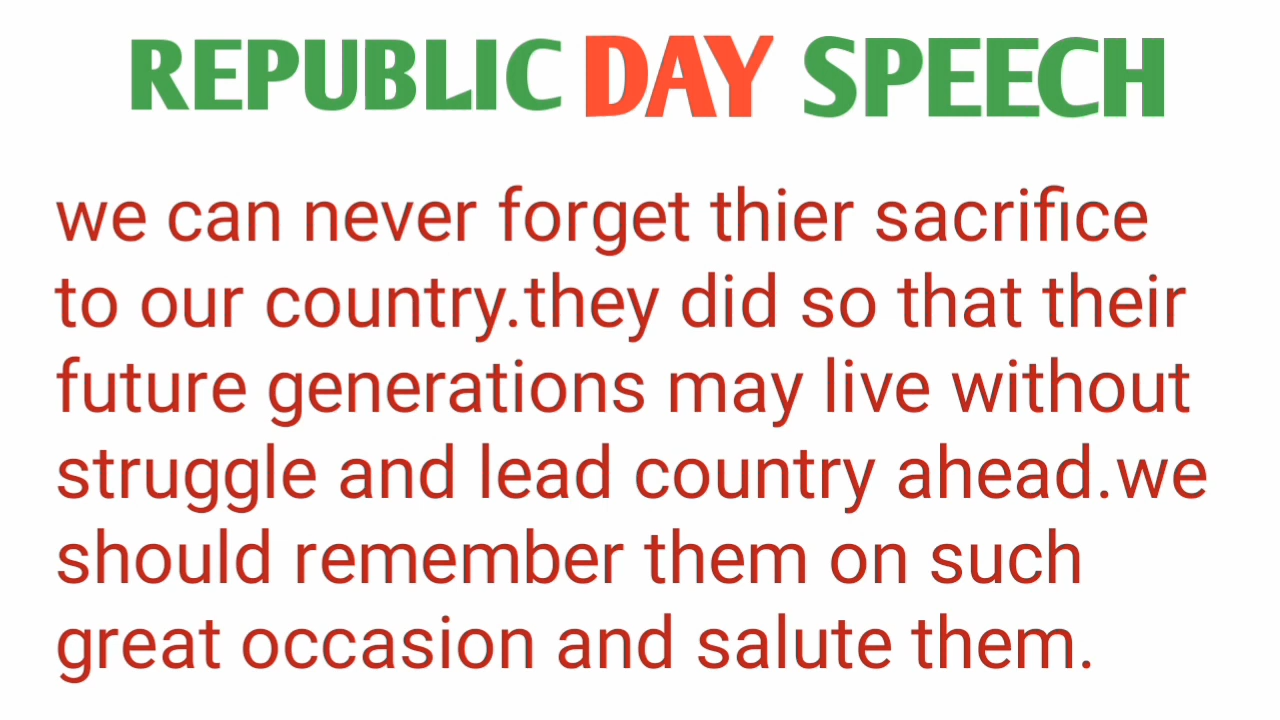 REPUBLIC DAY SPEECH
we can never forget thier sacrifice
to our country.they did so that their
future generations may live without
struggle and lead country ahead.we
should remember them on such
great occasion and salute them.